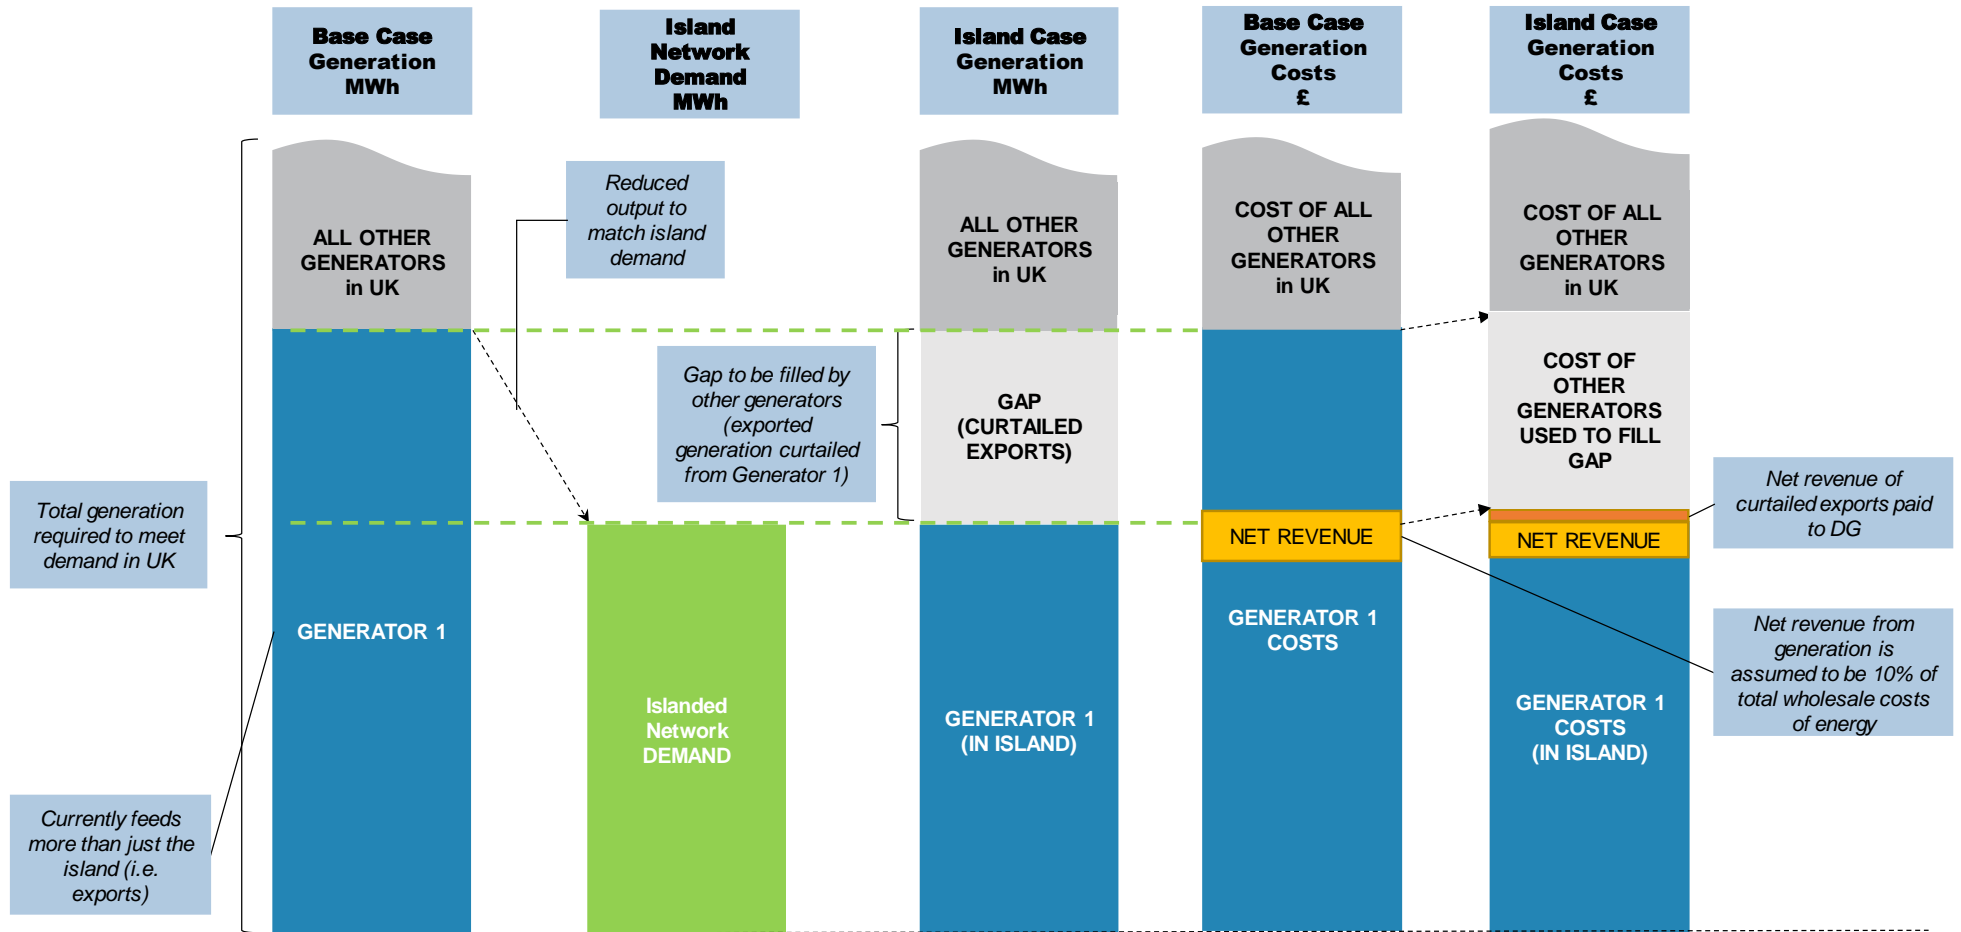 Base Case
Generation
MWh
Island
Network
Demand
MWh
Island Case
Generation
MWh
Base Case
Generation
Costs
£
Island Case
Generation
Costs
£
Reduced
output to
match island
demand
ALL OTHER
GENERATORS
in UK
ALL OTHER
GENERATORS
in UK
COST OF ALL
OTHER
GENERATORS
in UK
COST OF ALL
OTHER
GENERATORS
in UK
Gap to be filled by
other generators
(exported
generation curtailed
from Generator 1)
GAP
(CURTAILED
EXPORTS)
COST OF
OTHER
GENERATORS
USED TO FILL
GAP
Total generation
required to meet
demand in UK
NET REVENUE
NET REVENUE
Net revenue of
curtailed exports paid
to DG
GENERATOR 1
GENERATOR 1
COSTS
Net revenue from
generation is
assumed to be 10% of
total wholesale costs
of energy
Islanded
Network
DEMAND
GENERATOR 1
(IN ISLAND)
GENERATOR 1
COSTS
(IN ISLAND)
Currently feeds
more than just the
island (i.e.
exports)